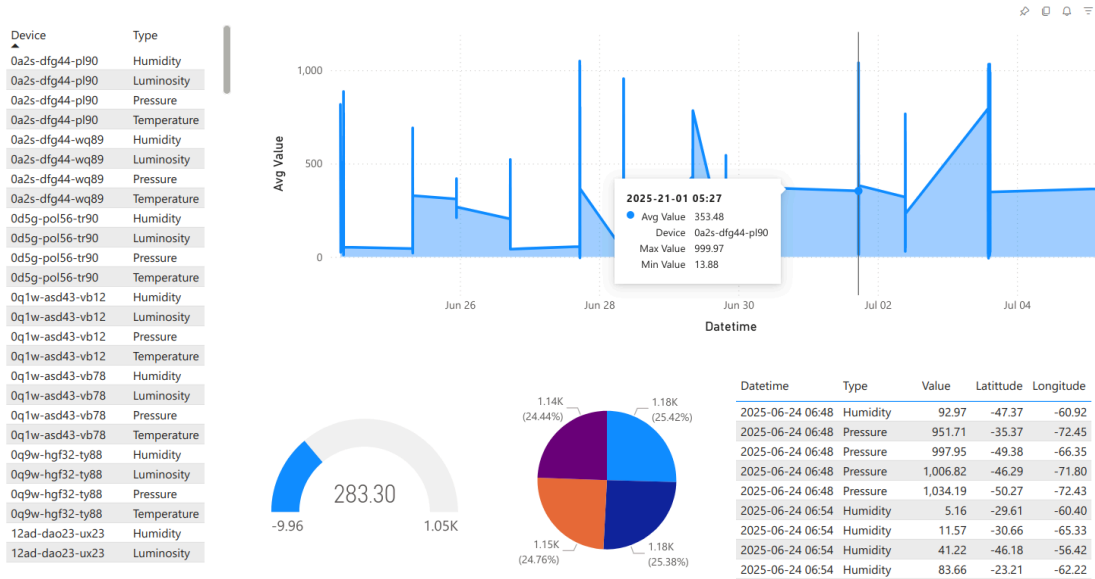 Device Type
0a2s-dfg44-pl90 Humidity
0a2s-dfg44-pl90 Luminosity
0a2s-dfg44-pl90 Pressure
0a2s-dfg44-pl90 Temperature
0a2s-dfg44-wq89 Humidity
0a2s-dfg44-wq89 Luminosity
0a2s-dfg44-wq89 Pressure
0a2s-dfg44-wq89 Temperature
0d5g-pol56-tr90 Humidity
0d5g-pol56-tr90 Luminosity
0d5g-pol56-tr90 Pressure
0d5g-pol56-tr90 Temperature
0q1w-asd43-vb12 Humidity
0q1w-asd43-vb12 Luminosity
0q1w-asd43-vb12 Pressure
0q1w-asd43-vb12 Temperature
0q1w-asd43-vb78 Humidity
0q1w-asd43-vb78 Luminosity
0q1w-asd43-vb78 Pressure
0q1w-asd43-vb78 Temperature
0q9w-hgf32-ty88 Humidity
0q9w-hgf32-ty88 Luminosity
0q9w-hgf32-ty88 Pressure
0q9w-hgf32-ty88 Temperature
12ad-dao23-ux23 Humidity
12ad-dao23-ux23 Luminosity
Avg Value
1,000
500
0
2025-21-01 05:27
Avg Value 353.48
Device 0a2s-dfg44-pl90
Max Value 999.97
Min Value 13.88
Jun 26 Jun 28 Jun 30 Jul 02 Jul 04
Datetime
283.30
-9.96 1.05K
1.14K
(24.44%)
1.18K
(25.42%)
1.15K
(24.76%)
1.18K
(25.38%)
Datetime Type Value Latitude Longitude
2025-06-24 06:48 Humidity 92.97 -47.37 -60.92
2025-06-24 06:48 Pressure 951.71 -35.37 -72.45
2025-06-24 06:48 Pressure 997.95 -49.38 -66.35
2025-06-24 06:48 Pressure 1,006.82 -46.29 -71.80
2025-06-24 06:48 Pressure 1,034.19 -50.27 -72.43
2025-06-24 06:54 Humidity 5.16 -29.61 -60.40
2025-06-24 06:54 Humidity 11.57 -30.66 -65.33
2025-06-24 06:54 Humidity 41.22 -46.18 -56.42
2025-06-24 06:54 Humidity 83.66 -23.21 -62.22